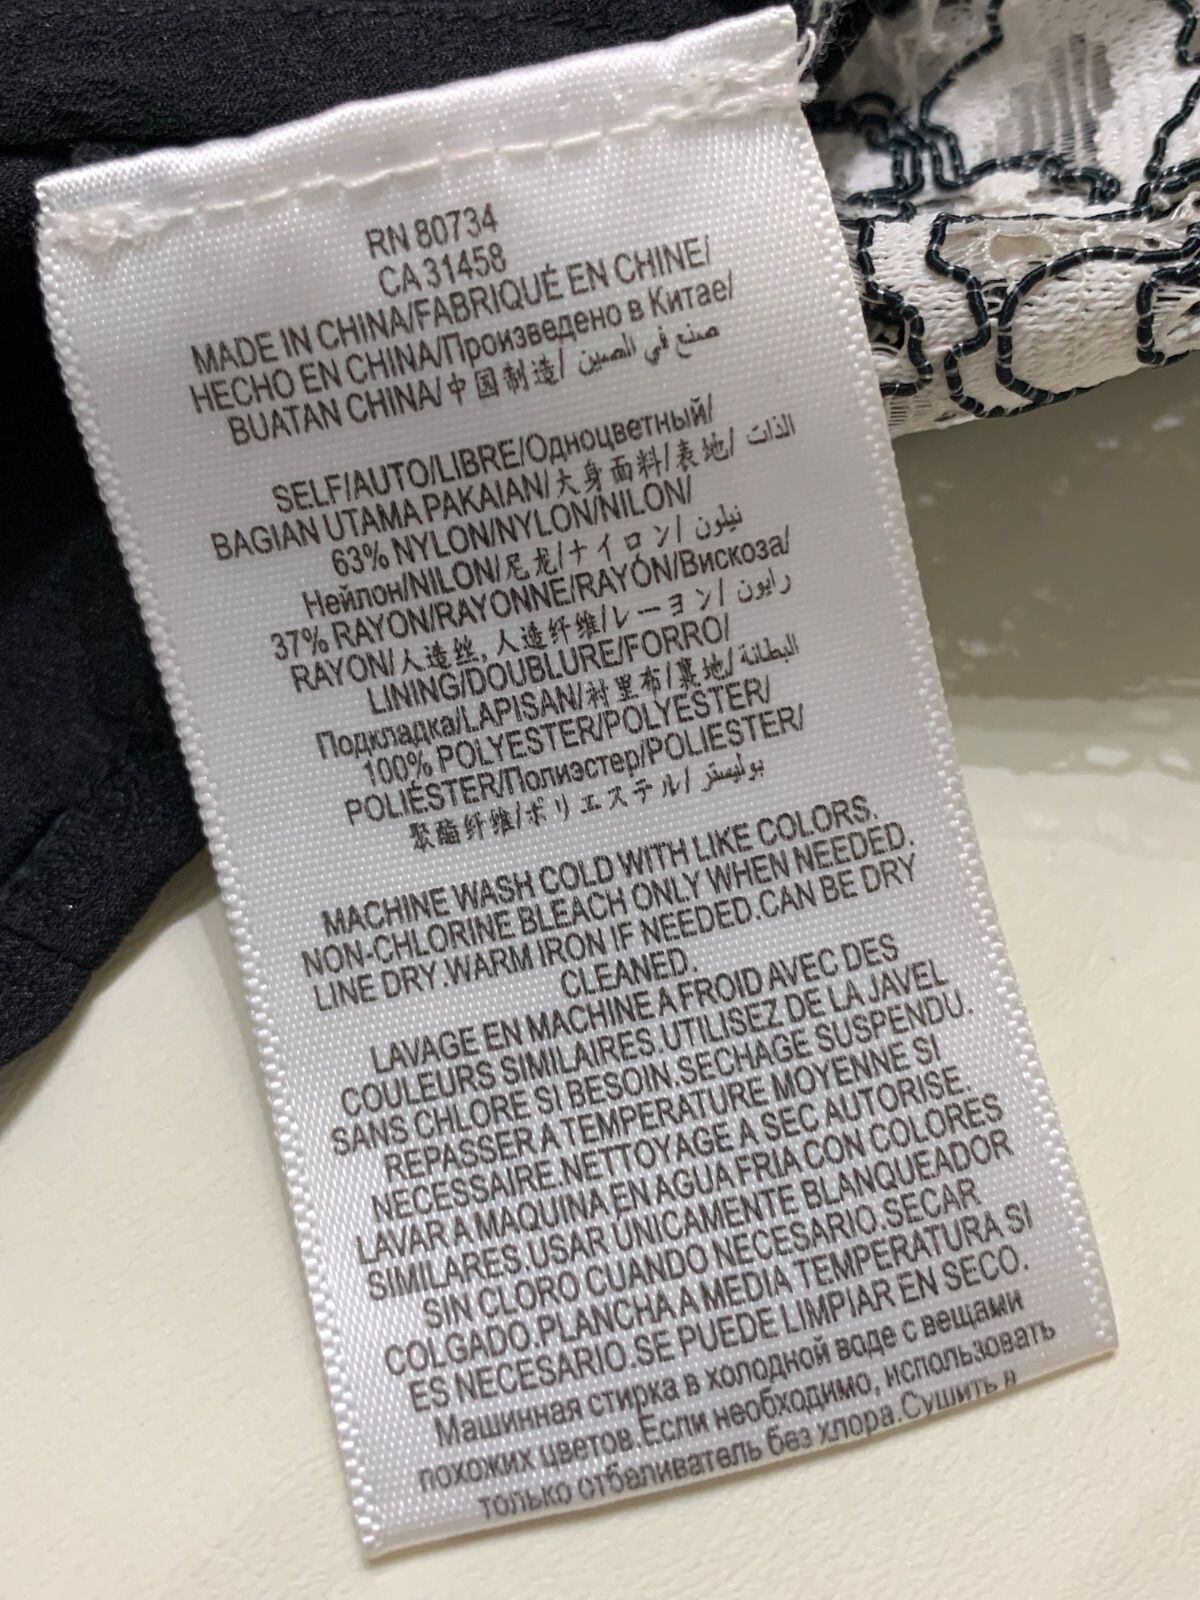 RN 80734
CA 31458
MADE IN CHINA/FABRIQUÉ EN CHINE/
HECHO EN CHINA/Произведено в Китае/
BUATAN CHINA/中国制造/ صنع في الصين
SELF/AUTO/LIBRE/Одноцветный/
BAGIAN UTAMA PAKAIAN/大身面料/表地/ الذات
63% NYLON/NYLON/NILON/
Нейлон/NILON/尼龙/ナイロン/ نيلون
37% RAYON/RAYONNE/RAYÓN/Вискоза/
RAYON/人造丝, 人造纤维/レーヨン/ رايون
LINING/DOUBLURE/FORRO/
Подкладка/LAPISAN/衬里布/裏地/ البطانة
100% POLYESTER/POLYESTER/
POLIÉSTER/Полиэстер/POLIESTER/
聚酯纤维/ポリエステル/ بوليستر
MACHINE WASH COLD WITH LIKE COLORS.
NON-CHLORINE BLEACH ONLY WHEN NEEDED.
LINE DRY.WARM IRON IF NEEDED.CAN BE DRY
CLEANED.
LAVAGE EN MACHINE A FROID AVEC DES
COULEURS SIMILAIRES.UTILISEZ DE LA JAVEL
SANS CHLORE SI BESOIN.SECHAGE SUSPENDU.
REPASSER A TEMPERATURE MOYENNE SI
NECESSAIRE.NETTOYAGE A SEC AUTORISE.
LAVAR A MAQUINA EN AGUA FRIA CON COLORES
SIMILARES.USAR ÚNICAMENTE BLANQUEADOR
SIN CLORO CUANDO NECESARIO.SECAR
COLGADO.PLANCHA A MEDIA TEMPERATURA SI
ES NECESARIO.SE PUEDE LIMPIAR EN SECO.
Машинная стирка в холодной воде с вещами
похожих цветов.Если необходимо, использовать
только отбеливатель без хлора.Сушить в